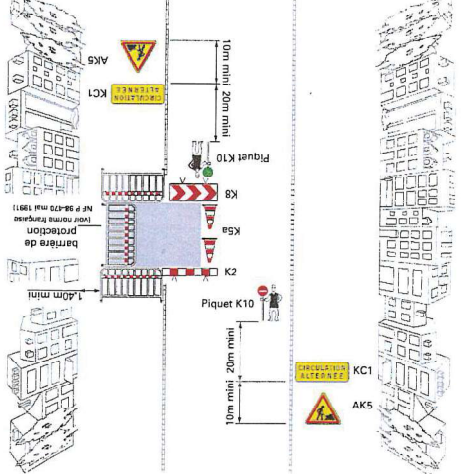 AK5
KC1
CIRCULATION
ALTERNÉE
10m mini
20m mini
Piquet K10
K8
K5a
K2
barrière de
protection
(voir norme française
NF P 98-470 mai 1991)
1,40m mini
Piquet K10
20m mini
10m mini
CIRCULATION
ALTERNÉE
KC1
AK5